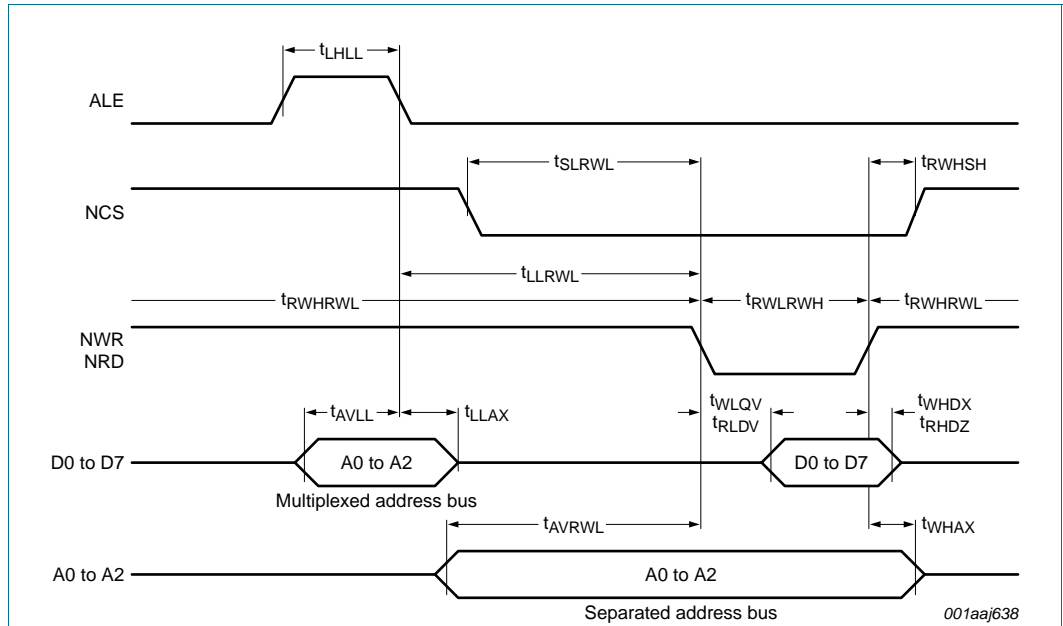 tLHLL
ALE
tSLRWL
tRWHSH
NCS
tLLRWL
tRWHRWL
tRWLRWH
tRWHRWL
NWR
NRD
tAVLL
tLLAX
tWLQV
tRLDV
tWHDX
tRHDZ
D0 to D7
A0 to A2
D0 to D7
Multiplexed address bus
tAVRWL
tWHAX
A0 to A2
A0 to A2
Separated address bus
001aaj638